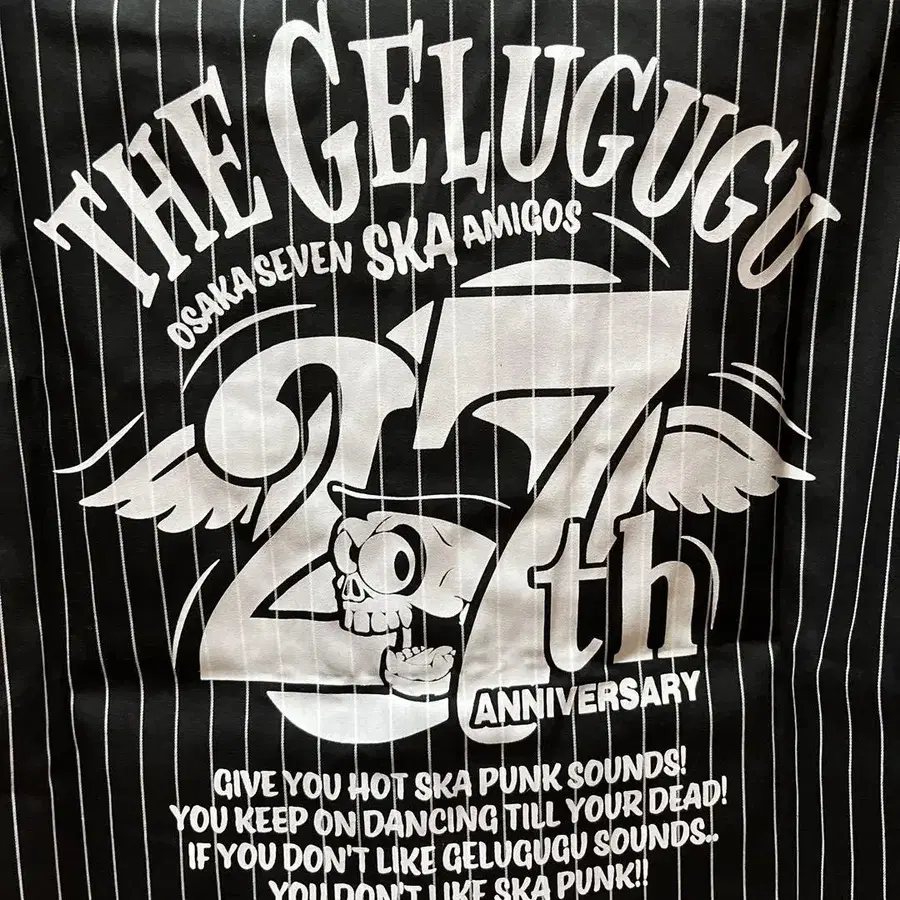 THE GELUGUGU
OSAKA SEVEN SKA AMIGOS
27th
ANNIVERSARY
GIVE YOU HOT SKA PUNK SOUNDS!
YOU KEEP ON DANCING TILL YOUR DEAD!
IF YOU DON'T LIKE GELUGUGU SOUNDS..
YOU DON'T LIKE SKA PUNK!!